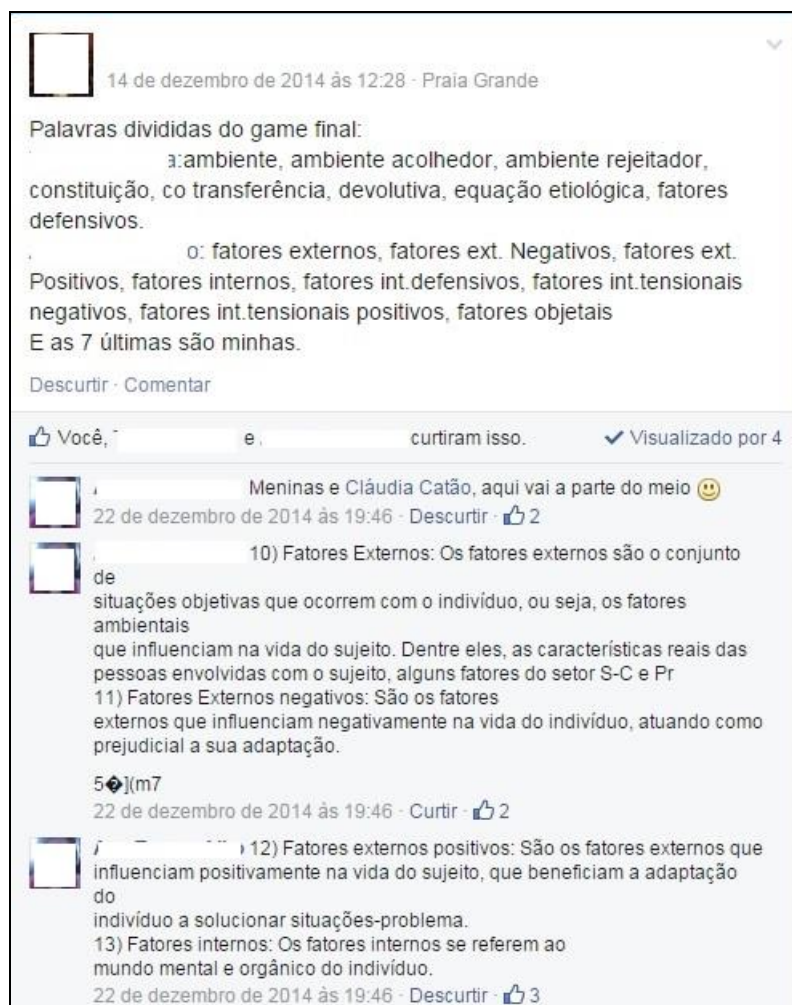 14 de dezembro de 2014 às 12:28 · Praia Grande
Palavras divididas do game final:
a:ambiente, ambiente acolhedor, ambiente rejeitador,
constituição, co transferência, devolutiva, equação etiológica, fatores
defensivos.
o: fatores externos, fatores ext. Negativos, fatores ext.
Positivos, fatores internos, fatores int.defensivos, fatores int.tensionais
negativos, fatores int.tensionais positivos, fatores objetais
E as 7 últimas são minhas.
Descurtir · Comentar
Você, e curtiram isso. Visualizado por 4
Meninas e Cláudia Catão, aqui vai a parte do meio
22 de dezembro de 2014 às 19:46 · Descurtir · 2
10) Fatores Externos: Os fatores externos são o conjunto
de
situações objetivas que ocorrem com o indivíduo, ou seja, os fatores
ambientais
que influenciam na vida do sujeito. Dentre eles, as características reais das
pessoas envolvidas com o sujeito, alguns fatores do setor S-C e Pr
11) Fatores Externos negativos: São os fatores
externos que influenciam negativamente na vida do indivíduo, atuando como
prejudicial a sua adaptação.
5�](m7
22 de dezembro de 2014 às 19:46 · Curtir · 2
12) Fatores externos positivos: São os fatores externos que
influenciam positivamente na vida do sujeito, que beneficiam a adaptação
do
indivíduo a solucionar situações-problema.
13) Fatores internos: Os fatores internos se referem ao
mundo mental e orgânico do indivíduo.
22 de dezembro de 2014 às 19:46 · Descurtir · 3